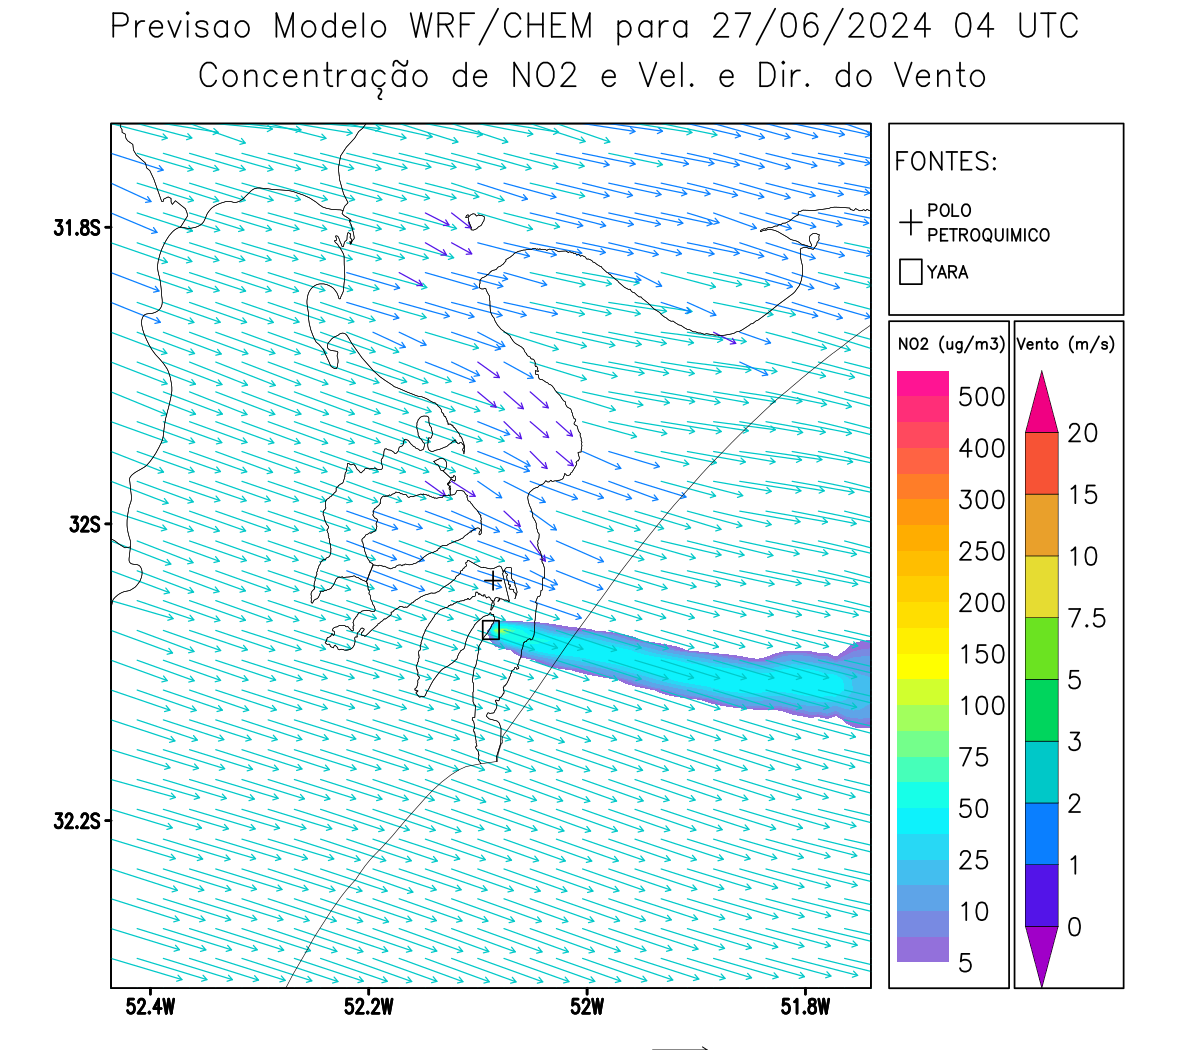 Previsao Modelo WRF/CHEM para 27/06/2024 04 UTC
Concentração de NO2 e Vel. e Dir. do Vento
FONTES:
POLO
PETROQUIMICO
YARA
NO2 (ug/m3)
500
400
300
250
200
150
100
75
50
25
10
5
Vento (m/s)
20
15
10
7.5
5
3
2
1
0
31.8S
32S
32.2S
52.4W 52.2W 52W 51.8W